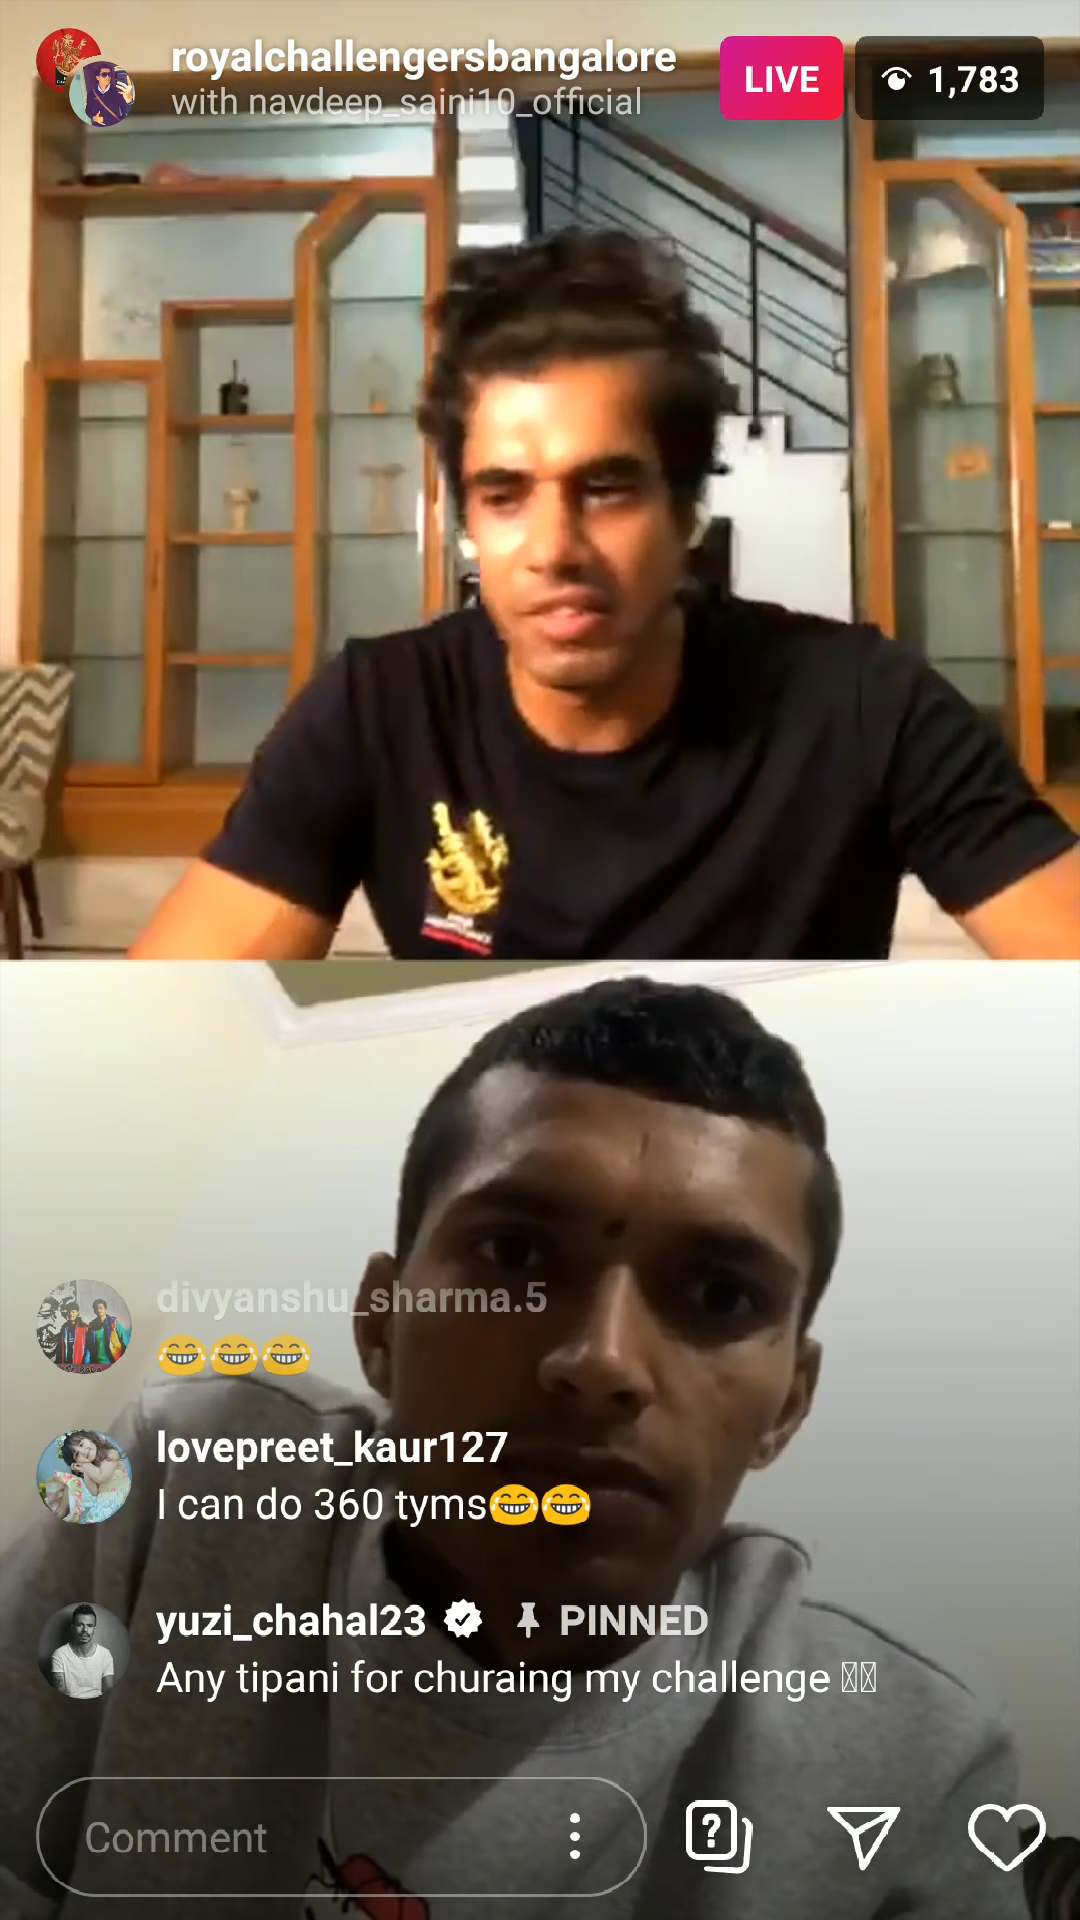 royalchallengersbangalore
with navdeep_saini10_official
LIVE
1,783
divyanshu_sharma.5
😂😂😂
lovepreet_kaur127
I can do 360 tyms😂😂
yuzi_chahal23 PINNED
Any tipani for churaing my challenge
Comment